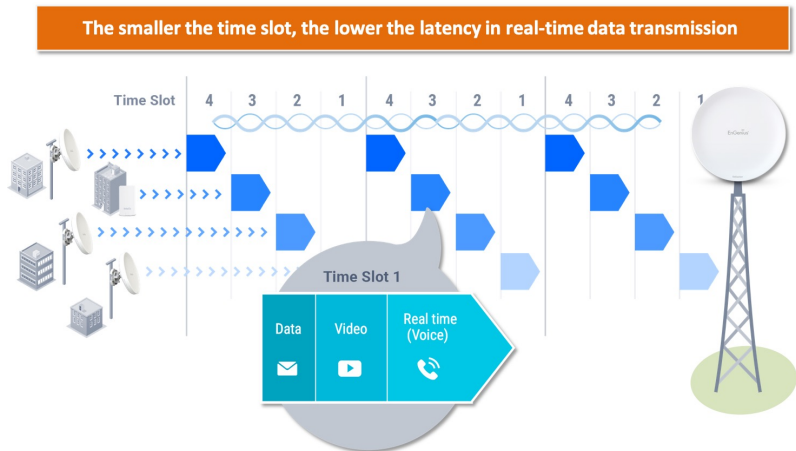 The smaller the time slot, the lower the latency in real-time data transmission
Time Slot 4 3 2 1 4 3 2 1 4 3 2 1
EnGenius
Time Slot 1
Data Video Real time
(Voice)